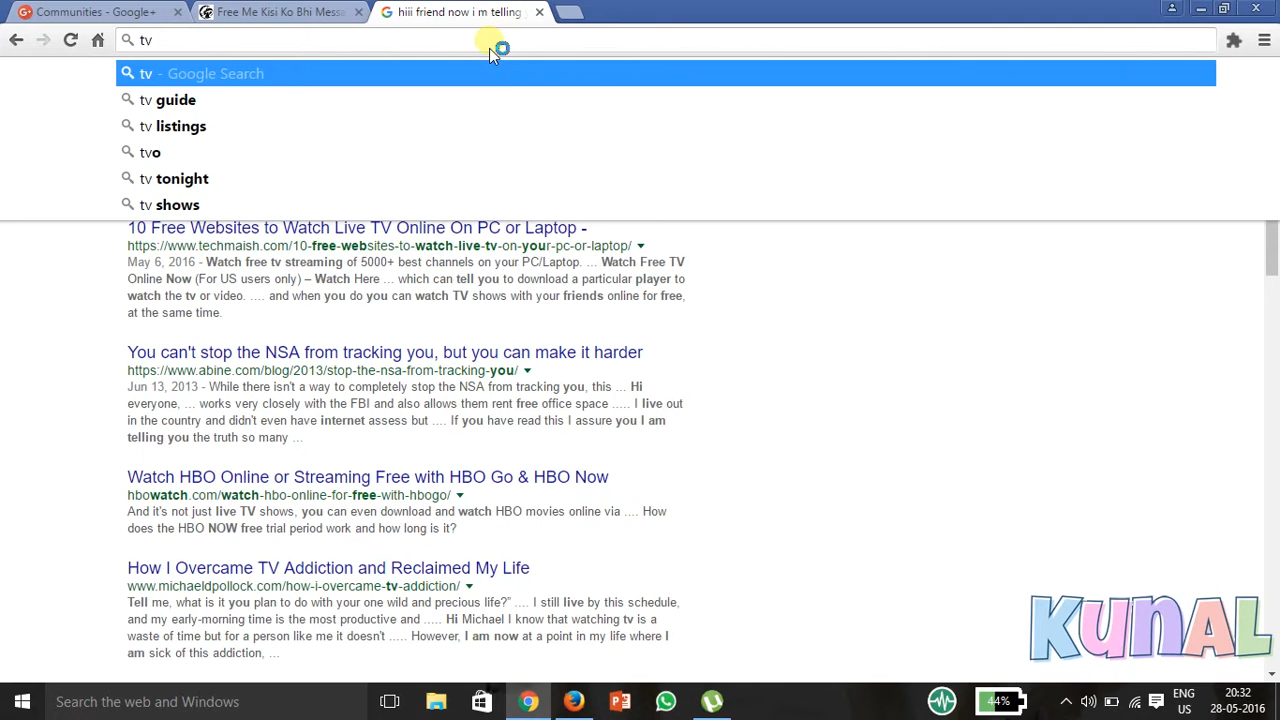 Communities - Google+
Free Me Kisi Ko Bhi Messa
hiii friend now i m telling
tv
tv - Google Search
tv guide
tv listings
tvo
tv tonight
tv shows
10 Free Websites to Watch Live TV Online On PC or Laptop -
https://www.techmaish.com/10-free-websites-to-watch-live-tv-on-your-pc-or-laptop/
May 6, 2016 - Watch free tv streaming of 5000+ best channels on your PC/Laptop. ... Watch Free TV
Online Now (For US users only) – Watch Here ... which can tell you to download a particular player to
watch the tv or video. .... and when you do you can watch TV shows with your friends online for free,
at the same time.
You can't stop the NSA from tracking you, but you can make it harder
https://www.abine.com/blog/2013/stop-the-nsa-from-tracking-you/
Jun 13, 2013 - While there isn't a way to completely stop the NSA from tracking you, this ... Hi
everyone, ... works very closely with the FBI and also allows them rent free office space ..... I live out
in the country and didn't even have internet assess but .... If you have read this I assure you I am
telling you the truth so many ...
Watch HBO Online or Streaming Free with HBO Go & HBO Now
hbowatch.com/watch-hbo-online-for-free-with-hbogo/
And it's not just live TV shows, you can even download and watch HBO movies online via .... How
does the HBO NOW free trial period work and how long is it?
How I Overcame TV Addiction and Reclaimed My Life
www.michaeldpollock.com/how-i-overcame-tv-addiction/
Tell me, what is it you plan to do with your one wild and precious life?" .... I still live by this schedule,
and my early-morning time is the most productive and ..... Hi Michael I know that watching tv is a
waste of time but for a person like me it doesn't ..... However, I am now at a point in my life where I
am sick of this addiction, ...
KUNAL
Search the web and Windows
44%
ENG
US
20:32
28-05-2016